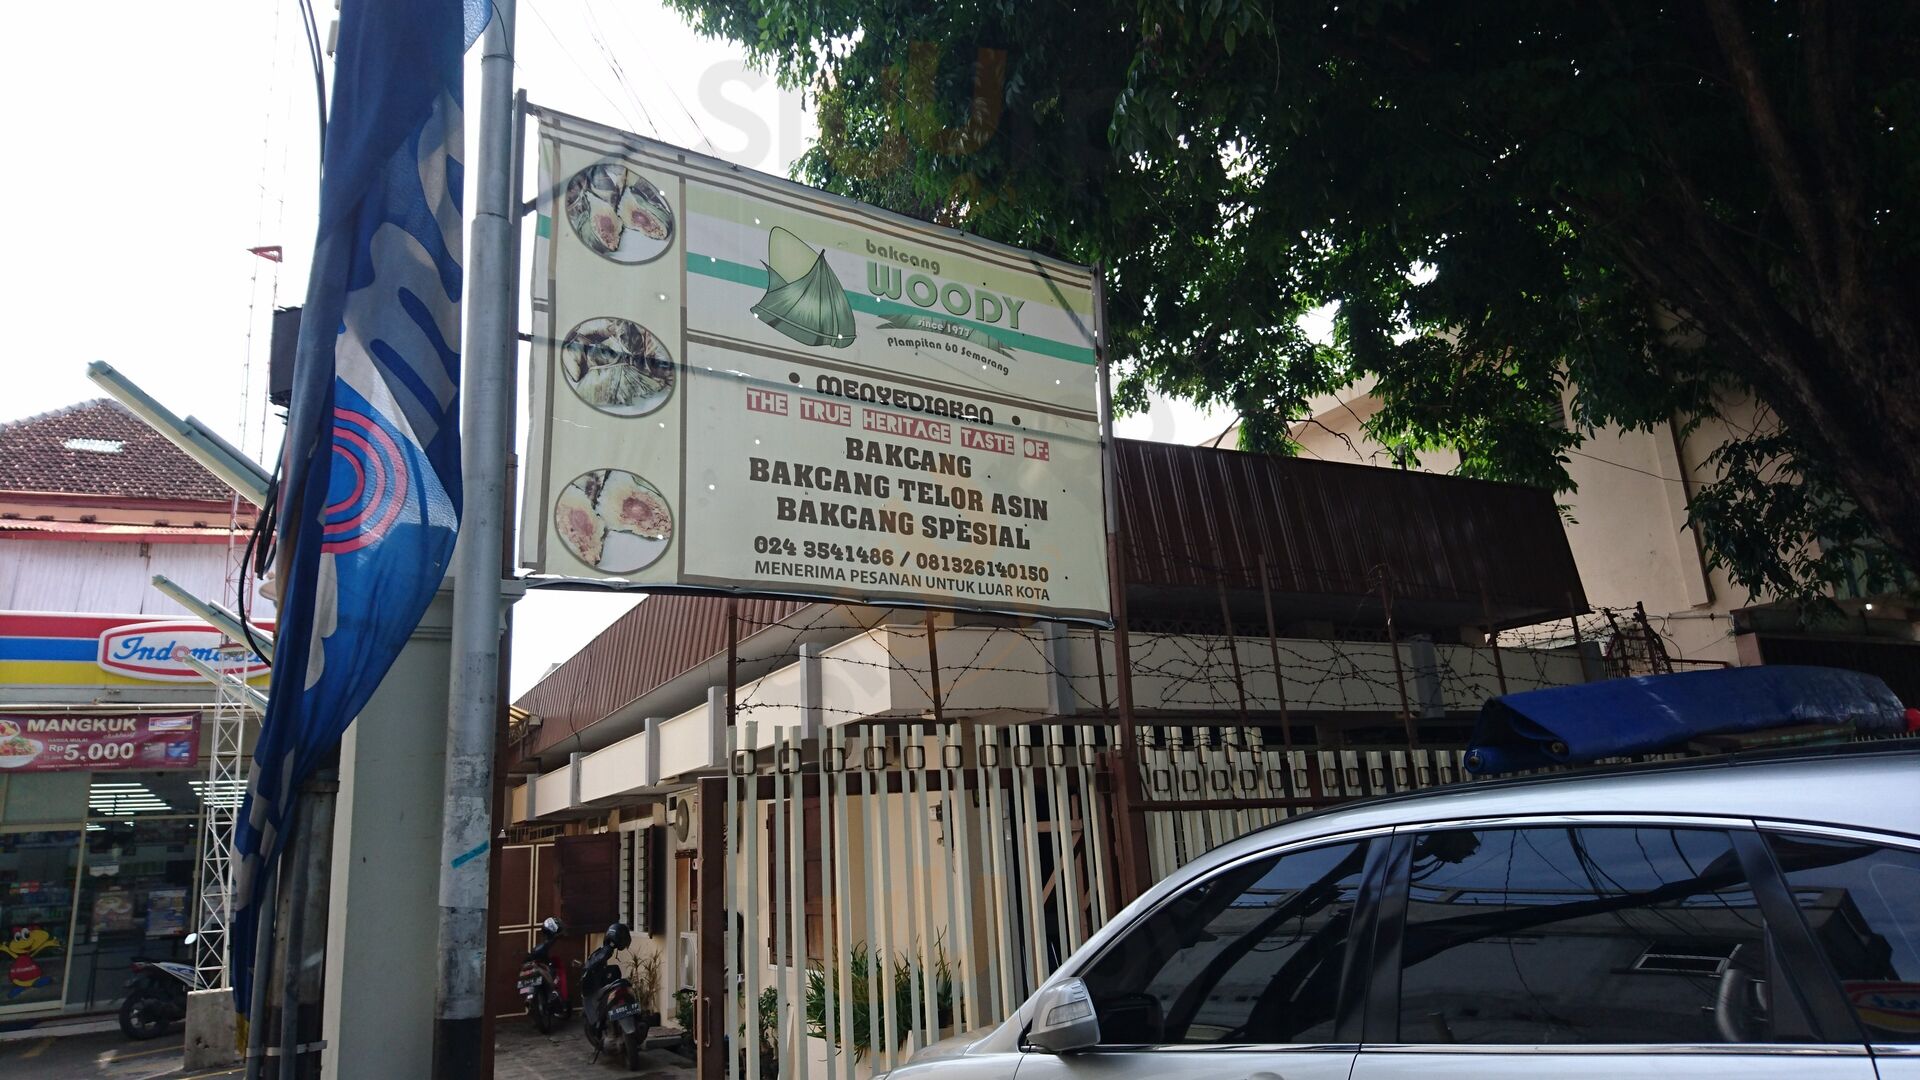 bakcang
WOODY
since 1977
Plampitan 60 Semarang
• MENYEDIAKAN •
THE TRUE HERITAGE TASTE OF:
BAKCANG
BAKCANG TELOR ASIN
BAKCANG SPESIAL
024 3541486 / 081326140150
MENERIMA PESANAN UNTUK LUAR KOTA
MANGKUK
Rp 5.000